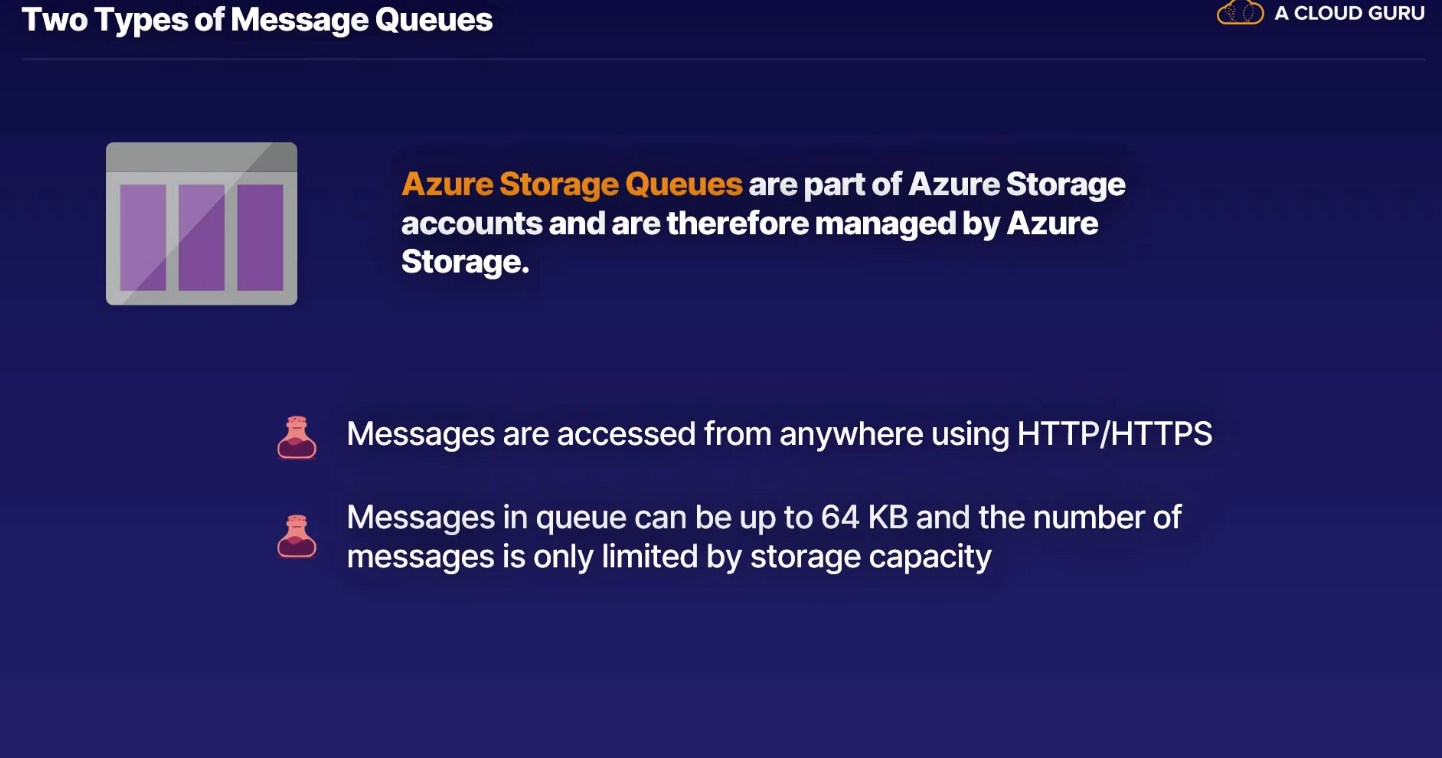 Two Types of Message Queues
A CLOUD GURU
Azure Storage Queues are part of Azure Storage
accounts and are therefore managed by Azure
Storage.
Messages are accessed from anywhere using HTTP/HTTPS
Messages in queue can be up to 64 KB and the number of
messages is only limited by storage capacity